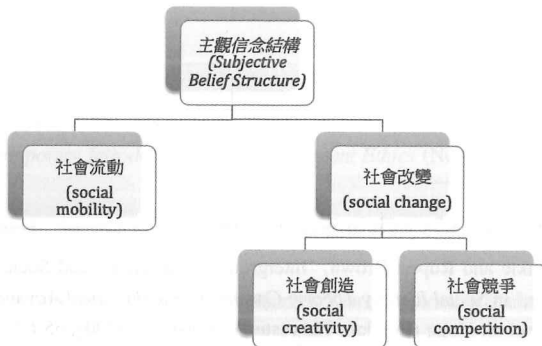 主觀信念結構
(Subjective
Belief Structure)
社會流動
(social
mobility)
社會改變
(social change)
社會創造
(social
creativity)
社會競爭
(social
competition)